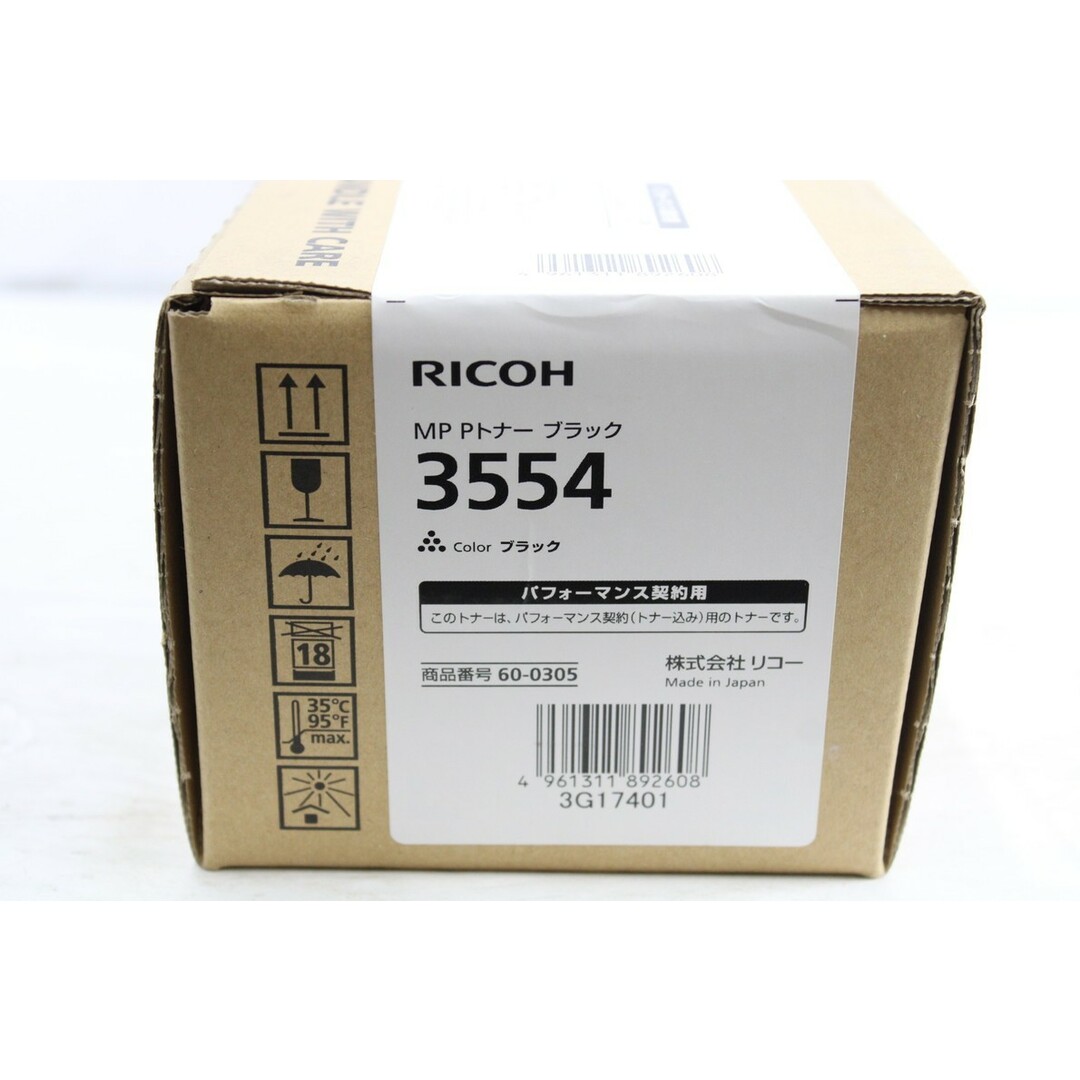 HANDLE WITH CARE
RICOH
MP Pトナー ブラック
3554
Color ブラック
パフォーマンス契約用
このトナーは、パフォーマンス契約(トナー込み)用のトナーです。
商品番号 60-0305
株式会社 リコー
Made in Japan
4 961311 892608
3G17401
18
35°C
95°F
max.